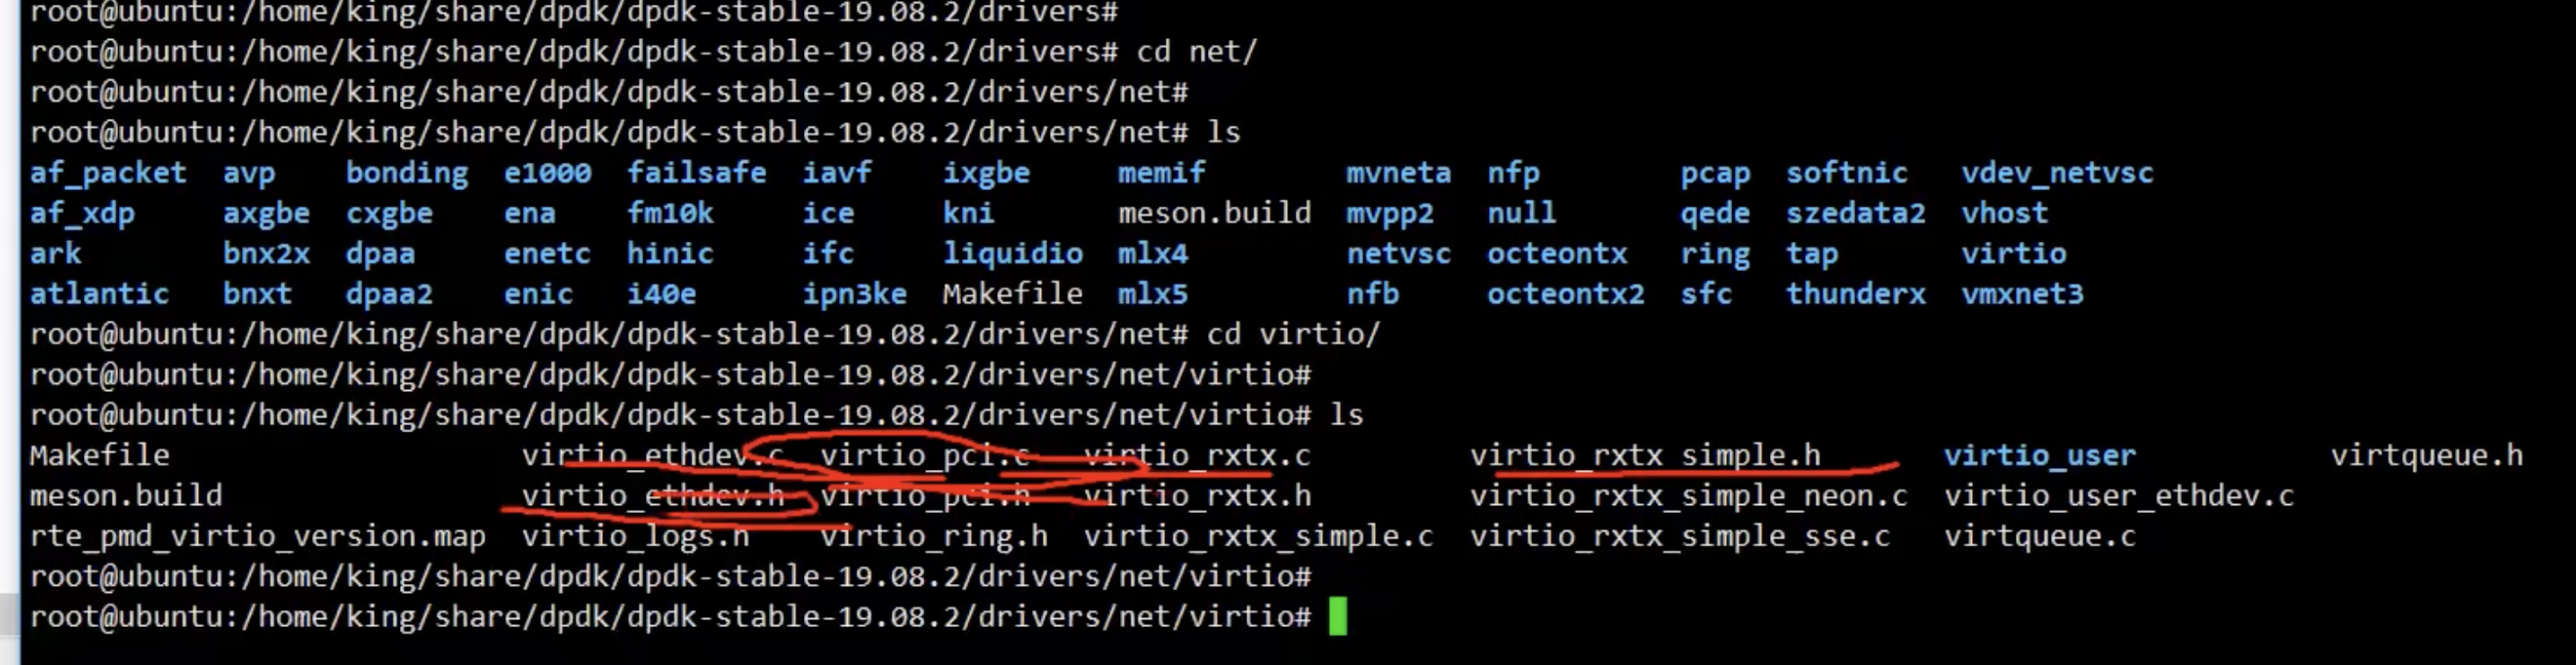 root@ubuntu:/home/king/share/dpdk/dpdk-stable-19.08.2/drivers#
root@ubuntu:/home/king/share/dpdk/dpdk-stable-19.08.2/drivers# cd net/
root@ubuntu:/home/king/share/dpdk/dpdk-stable-19.08.2/drivers/net#
root@ubuntu:/home/king/share/dpdk/dpdk-stable-19.08.2/drivers/net# ls
af_packet avp bonding e1000 failsafe iavf ixgbe memif mvneta nfp pcap softnic vdev_netvsc
af_xdp axgbe cxgbe ena fm10k ice kni meson.build mvpp2 null qede szedata2 vhost
ark bnx2x dpaa enetc hinic ifc liquidio mlx4 netvsc octeontx ring tap virtio
atlantic bnxt dpaa2 enic i40e ipn3ke Makefile mlx5 nfb octeontx2 sfc thunderx vmxnet3
root@ubuntu:/home/king/share/dpdk/dpdk-stable-19.08.2/drivers/net# cd virtio/
root@ubuntu:/home/king/share/dpdk/dpdk-stable-19.08.2/drivers/net/virtio#
root@ubuntu:/home/king/share/dpdk/dpdk-stable-19.08.2/drivers/net/virtio# ls
Makefile virtio_ethdev.c virtio_pci.c virtio_rxtx.c virtio_rxtx_simple.h virtio_user virtqueue.h
meson.build virtio_ethdev.h virtio_pci.h virtio_rxtx.h virtio_rxtx_simple_neon.c virtio_user_ethdev.c
rte_pmd_virtio_version.map virtio_logs.h virtio_ring.h virtio_rxtx_simple.c virtio_rxtx_simple_sse.c virtqueue.c
root@ubuntu:/home/king/share/dpdk/dpdk-stable-19.08.2/drivers/net/virtio#
root@ubuntu:/home/king/share/dpdk/dpdk-stable-19.08.2/drivers/net/virtio#